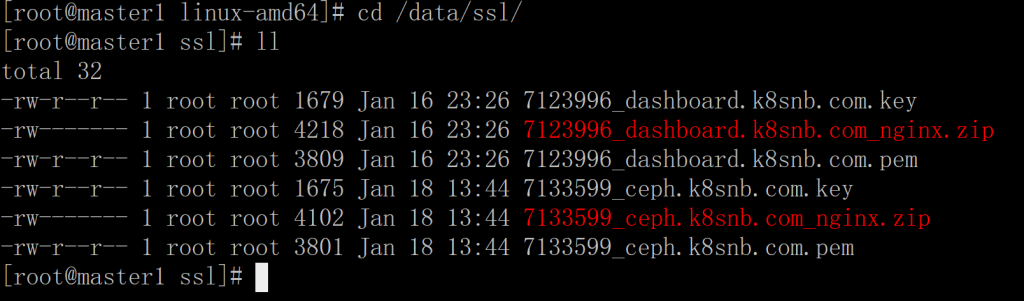 [root@master1 linux-amd64]# cd /data/ssl/
[root@master1 ssl]# ll
total 32
-rw-r--r-- 1 root root 1679 Jan 16 23:26 7123996_dashboard.k8snb.com.key
-rw------- 1 root root 4218 Jan 16 23:26 7123996_dashboard.k8snb.com_nginx.zip
-rw-r--r-- 1 root root 3809 Jan 16 23:26 7123996_dashboard.k8snb.com.pem
-rw-r--r-- 1 root root 1675 Jan 18 13:44 7133599_ceph.k8snb.com.key
-rw------- 1 root root 4102 Jan 18 13:44 7133599_ceph.k8snb.com_nginx.zip
-rw-r--r-- 1 root root 3801 Jan 18 13:44 7133599_ceph.k8snb.com.pem
[root@master1 ssl]#